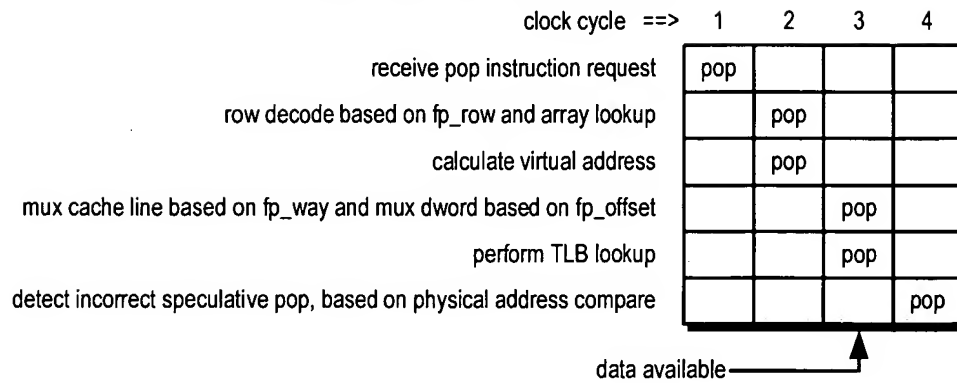 clock cycle ==> 1 2 3 4
receive pop instruction request pop
row decode based on fp_row and array lookup pop
calculate virtual address pop
mux cache line based on fp_way and mux dword based on fp_offset pop
perform TLB lookup pop
detect incorrect speculative pop, based on physical address compare pop
data available